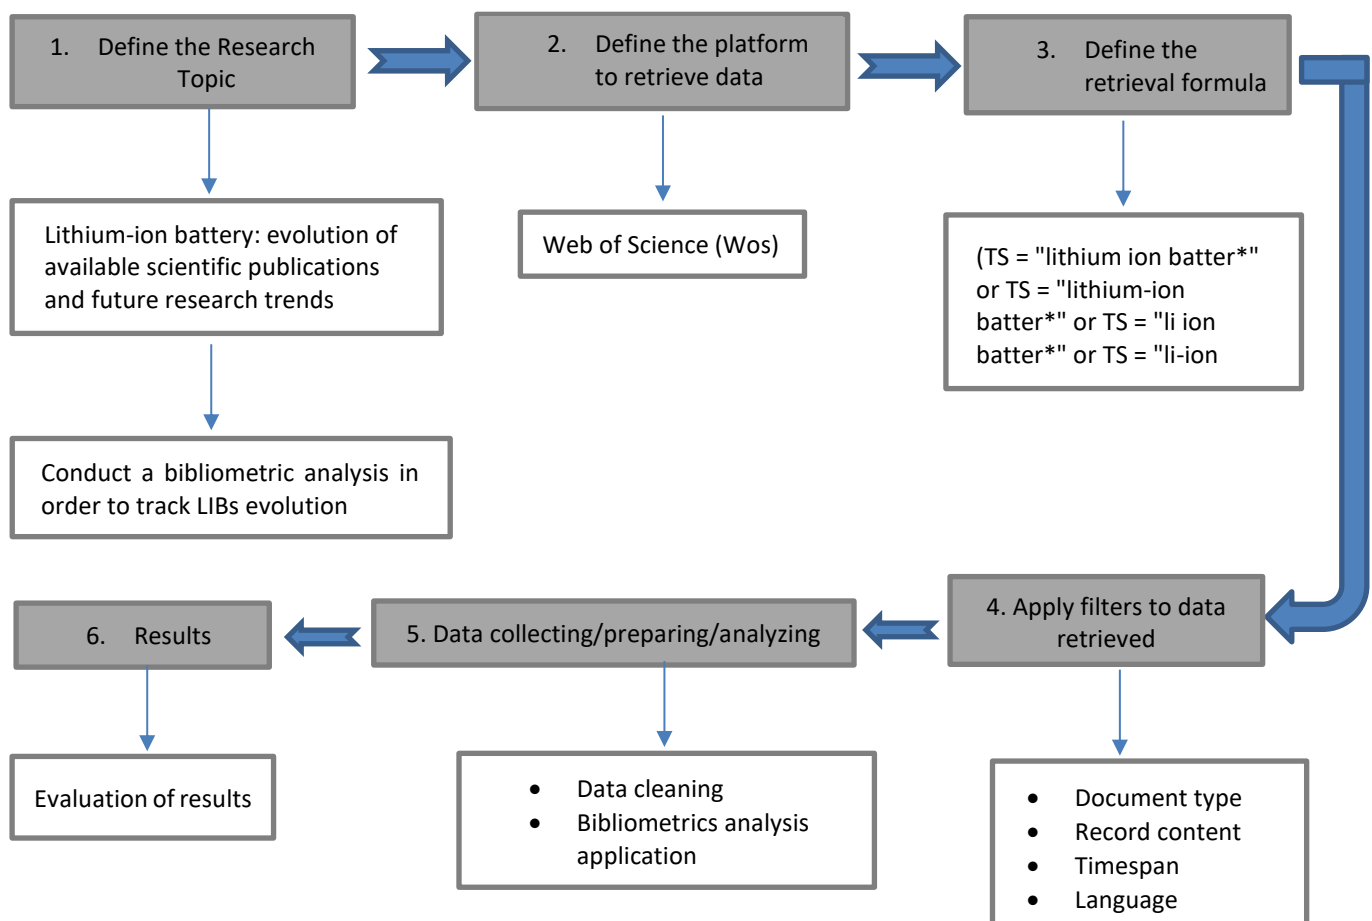 1. Define the Research
Topic
2. Define the platform
to retrieve data
3. Define the
retrieval formula
Lithium-ion battery: evolution of
available scientific publications
and future research trends
Web of Science (Wos)
(TS = "lithium ion batter*"
or TS = "lithium-ion
batter*" or TS = "li ion
batter*" or TS = "li-ion
Conduct a bibliometric analysis in
order to track LIBs evolution
4. Apply filters to data
retrieved
5. Data collecting/preparing/analyzing
6. Results
• Document type
• Record content
• Timespan
• Language
• Data cleaning
• Bibliometrics analysis
application
Evaluation of results